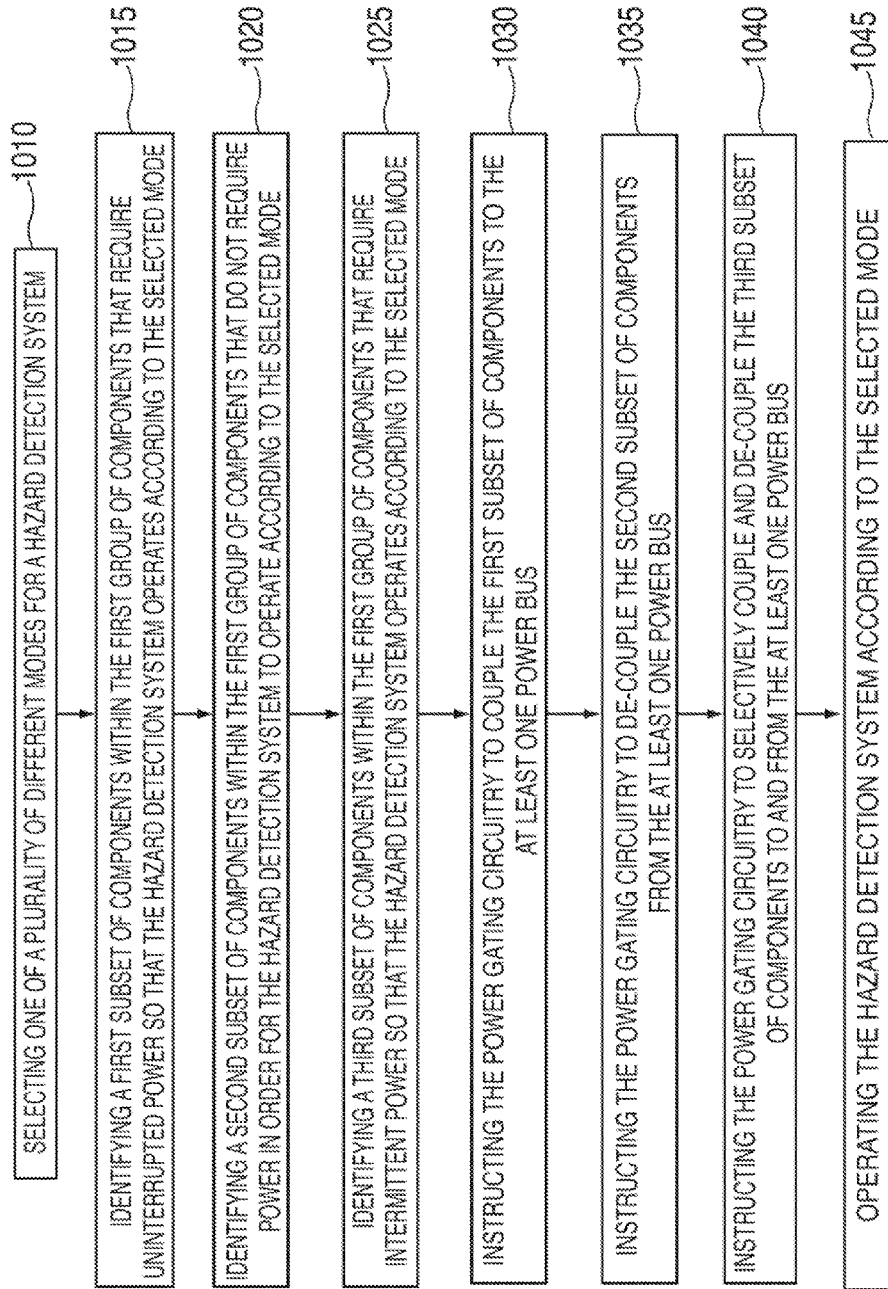 SELECTING ONE OF A PLURALITY OF DIFFERENT MODES FOR A HAZARD DETECTION SYSTEM
1010
IDENTIFYING A FIRST SUBSET OF COMPONENTS WITHIN THE FIRST GROUP OF COMPONENTS THAT REQUIRE
UNINTERRUPTED POWER SO THAT THE HAZARD DETECTION SYSTEM OPERATES ACCORDING TO THE SELECTED MODE
1015
IDENTIFYING A SECOND SUBSET OF COMPONENTS WITHIN THE FIRST GROUP OF COMPONENTS THAT DO NOT REQUIRE
POWER IN ORDER FOR THE HAZARD DETECTION SYSTEM TO OPERATE ACCORDING TO THE SELECTED MODE
1020
IDENTIFYING A THIRD SUBSET OF COMPONENTS WITHIN THE FIRST GROUP OF COMPONENTS THAT REQUIRE
INTERMITTENT POWER SO THAT THE HAZARD DETECTION SYSTEM OPERATES ACCORDING TO THE SELECTED MODE
1025
INSTRUCTING THE POWER GATING CIRCUITRY TO COUPLE THE FIRST SUBSET OF COMPONENTS TO THE
AT LEAST ONE POWER BUS
1030
INSTRUCTING THE POWER GATING CIRCUITRY TO DE-COUPLE THE SECOND SUBSET OF COMPONENTS
FROM THE AT LEAST ONE POWER BUS
1035
INSTRUCTING THE POWER GATING CIRCUITRY TO SELECTIVELY COUPLE AND DE-COUPLE THE THIRD SUBSET
OF COMPONENTS TO AND FROM THE AT LEAST ONE POWER BUS
1040
OPERATING THE HAZARD DETECTION SYSTEM ACCORDING TO THE SELECTED MODE
1045